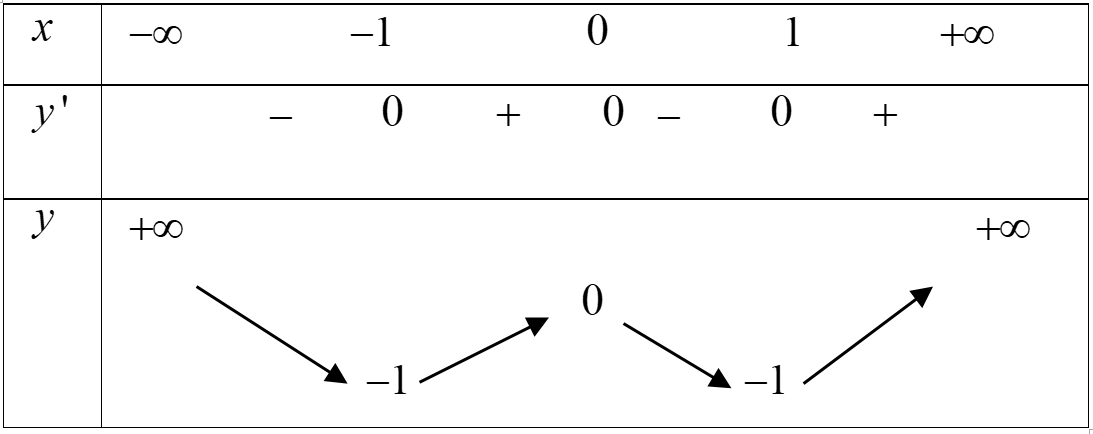 x −∞ −1 0 1 +∞
y' − 0 + 0 − 0 +
y +∞ +∞
0
−1 −1